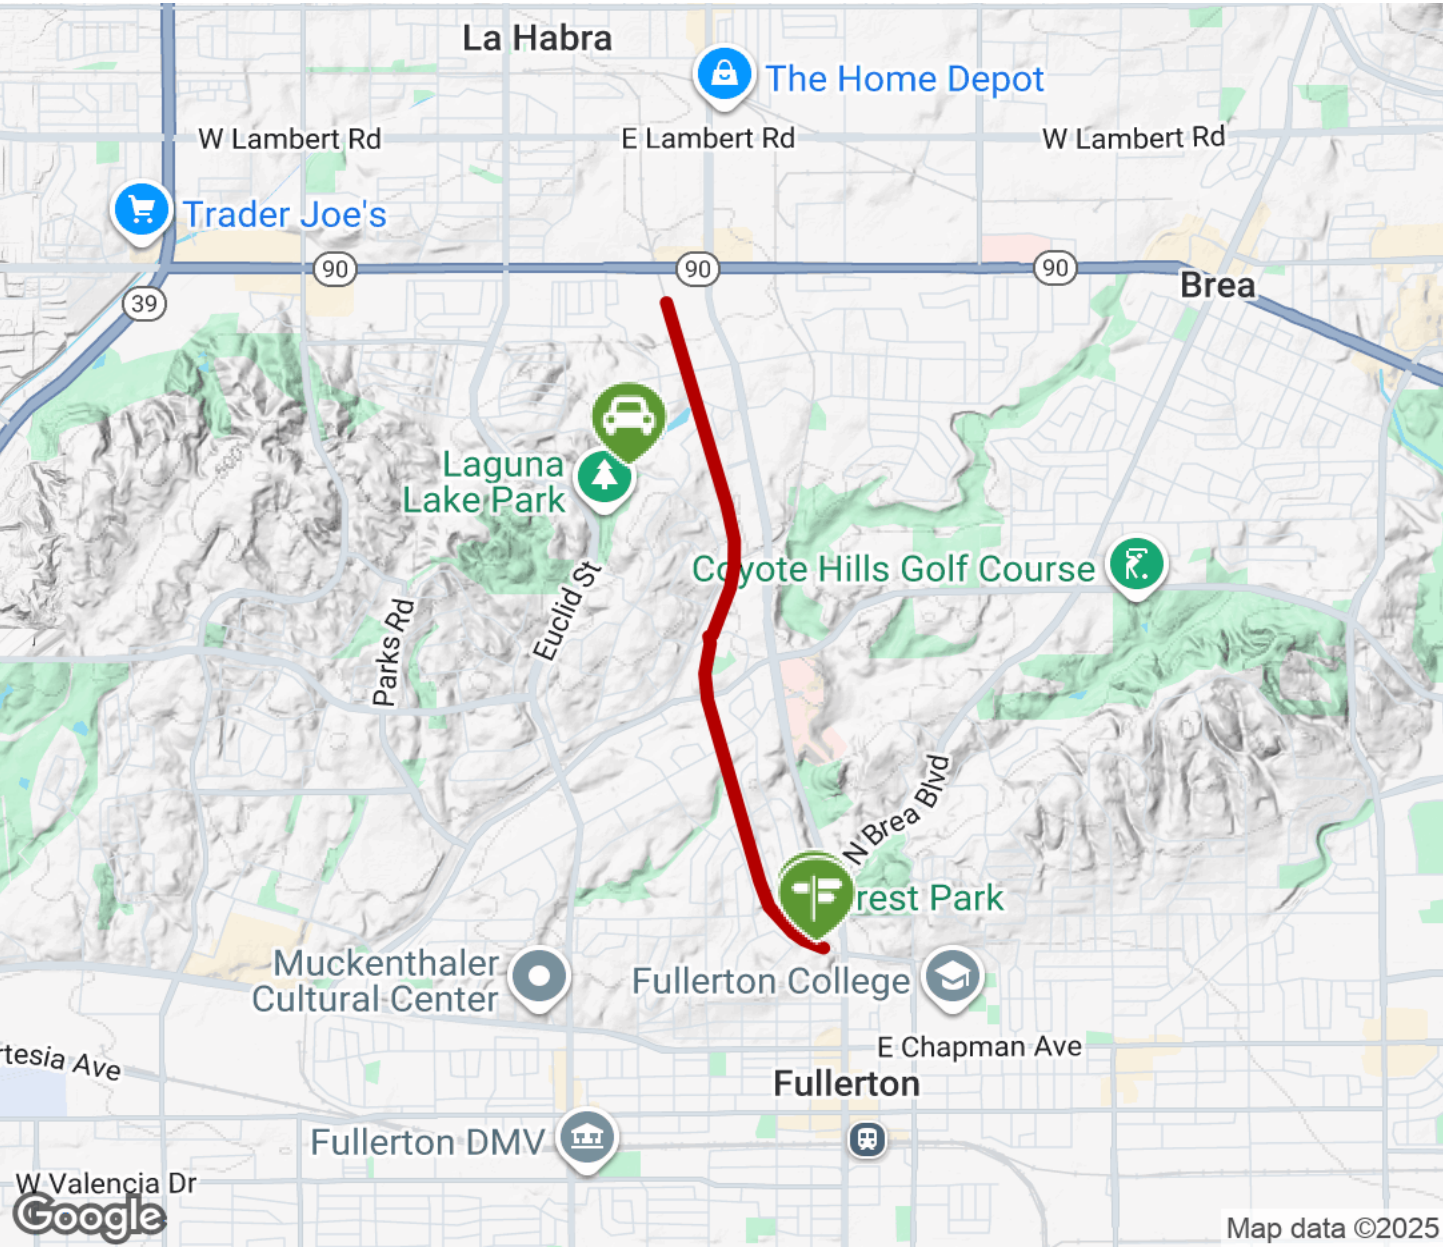 La Habra
The Home Depot
W Lambert Rd
E Lambert Rd
W Lambert Rd
Trader Joe's
90
90
90
Brea
39
600
Laguna
Lake Park
Coyote Hills Golf Course
Euclid St
Parks Rd
N Brea Blvd
rest Park
Muckenthaler
Cultural Center
Fullerton College
E Chapman Ave
rtesia Ave
Fullerton
Fullerton DMV
W Valencia Dr
Google
Map data ©2025